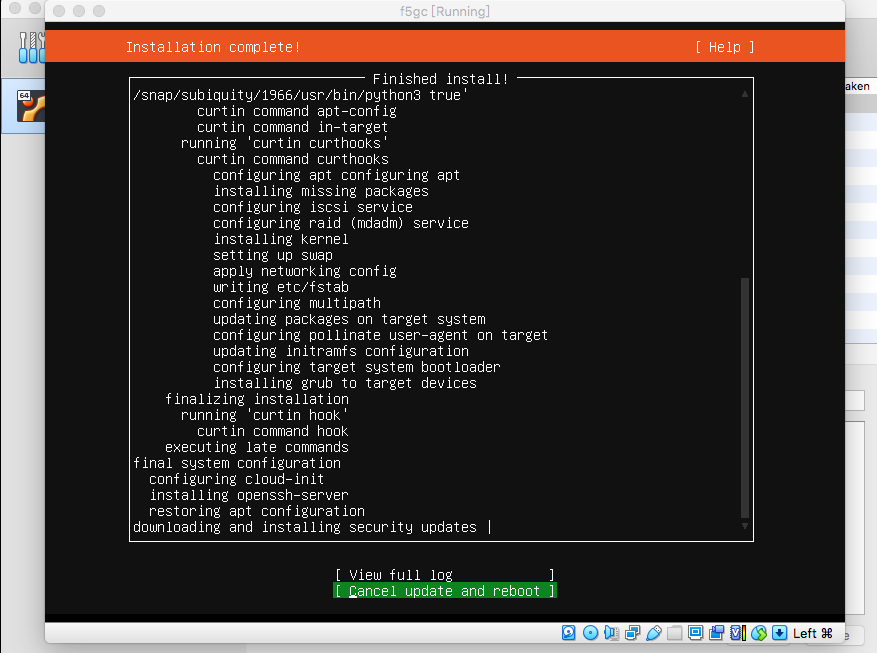 f5gc [Running]
Installation complete!
[ Help ]
Finished install!
/snap/subiquity/1966/usr/bin/python3 true'
curtin command apt-config
curtin command in-target
running 'curtin curthooks'
curtin command curthooks
configuring apt configuring apt
installing missing packages
configuring iscsi service
configuring raid (mdadm) service
installing kernel
setting up swap
apply networking config
writing etc/fstab
configuring multipath
updating packages on target system
configuring pollinate user-agent on target
updating initramfs configuration
configuring target system bootloader
installing grub to target devices
finalizing installation
running 'curtin hook'
curtin command hook
executing late commands
final system configuration
configuring cloud-init
installing openssh-server
restoring apt configuration
downloading and installing security updates |
[ View full log ]
[ Cancel update and reboot ]
Left ⌘
64
aken